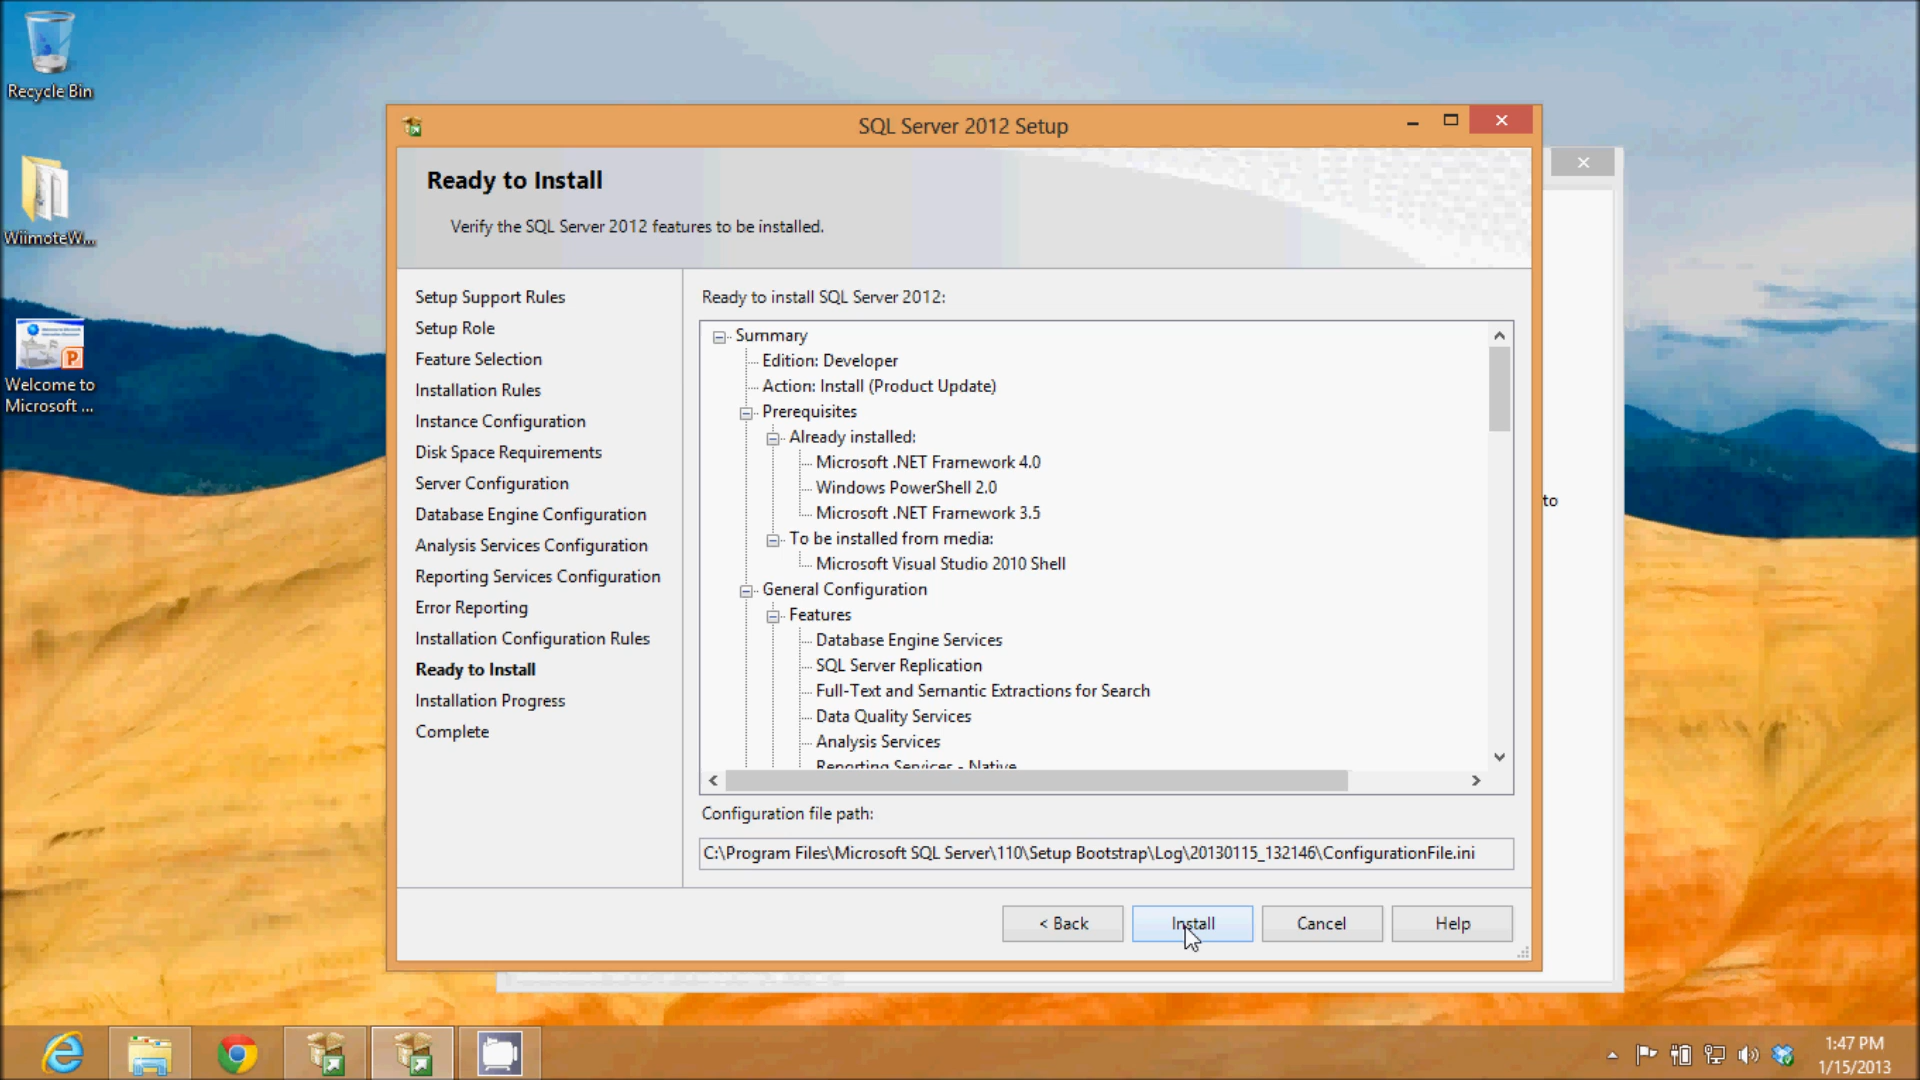 Recycle Bin
WiimoteW...
Welcome to
Microsoft ...
SQL Server 2012 Setup
Ready to Install
Verify the SQL Server 2012 features to be installed.
Setup Support Rules
Setup Role
Feature Selection
Installation Rules
Instance Configuration
Disk Space Requirements
Server Configuration
Database Engine Configuration
Analysis Services Configuration
Reporting Services Configuration
Error Reporting
Installation Configuration Rules
Ready to Install
Installation Progress
Complete
Ready to install SQL Server 2012:
Summary
Edition: Developer
Action: Install (Product Update)
Prerequisites
Already installed:
Microsoft .NET Framework 4.0
Windows PowerShell 2.0
Microsoft .NET Framework 3.5
To be installed from media:
Microsoft Visual Studio 2010 Shell
General Configuration
Features
Database Engine Services
SQL Server Replication
Full-Text and Semantic Extractions for Search
Data Quality Services
Analysis Services
Reporting Services - Native
Configuration file path:
C:\Program Files\Microsoft SQL Server\110\Setup Bootstrap\Log\20130115_132146\ConfigurationFile.ini
< Back
Install
Cancel
Help
to
1:47 PM
1/15/2013